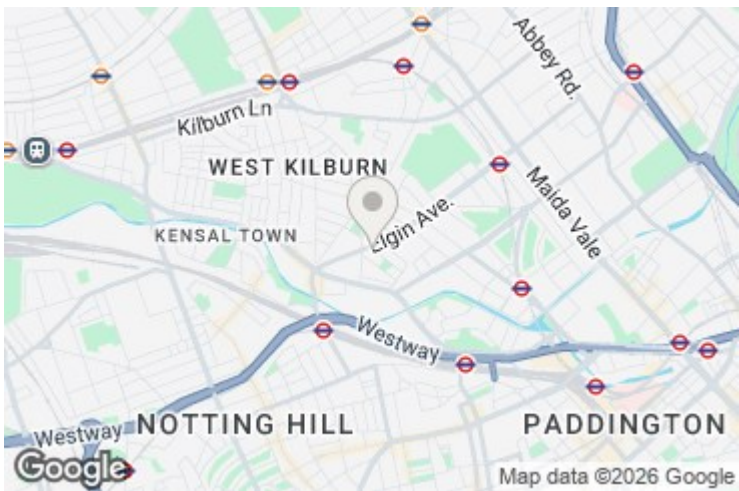 Abbey Rd.
Kilburn Ln
WEST KILBURN
Maida Vale
Elgin Ave.
KENSAL TOWN
Westway
NOTTING HILL
PADDINGTON
Westway
Google
Map data ©2026 Google